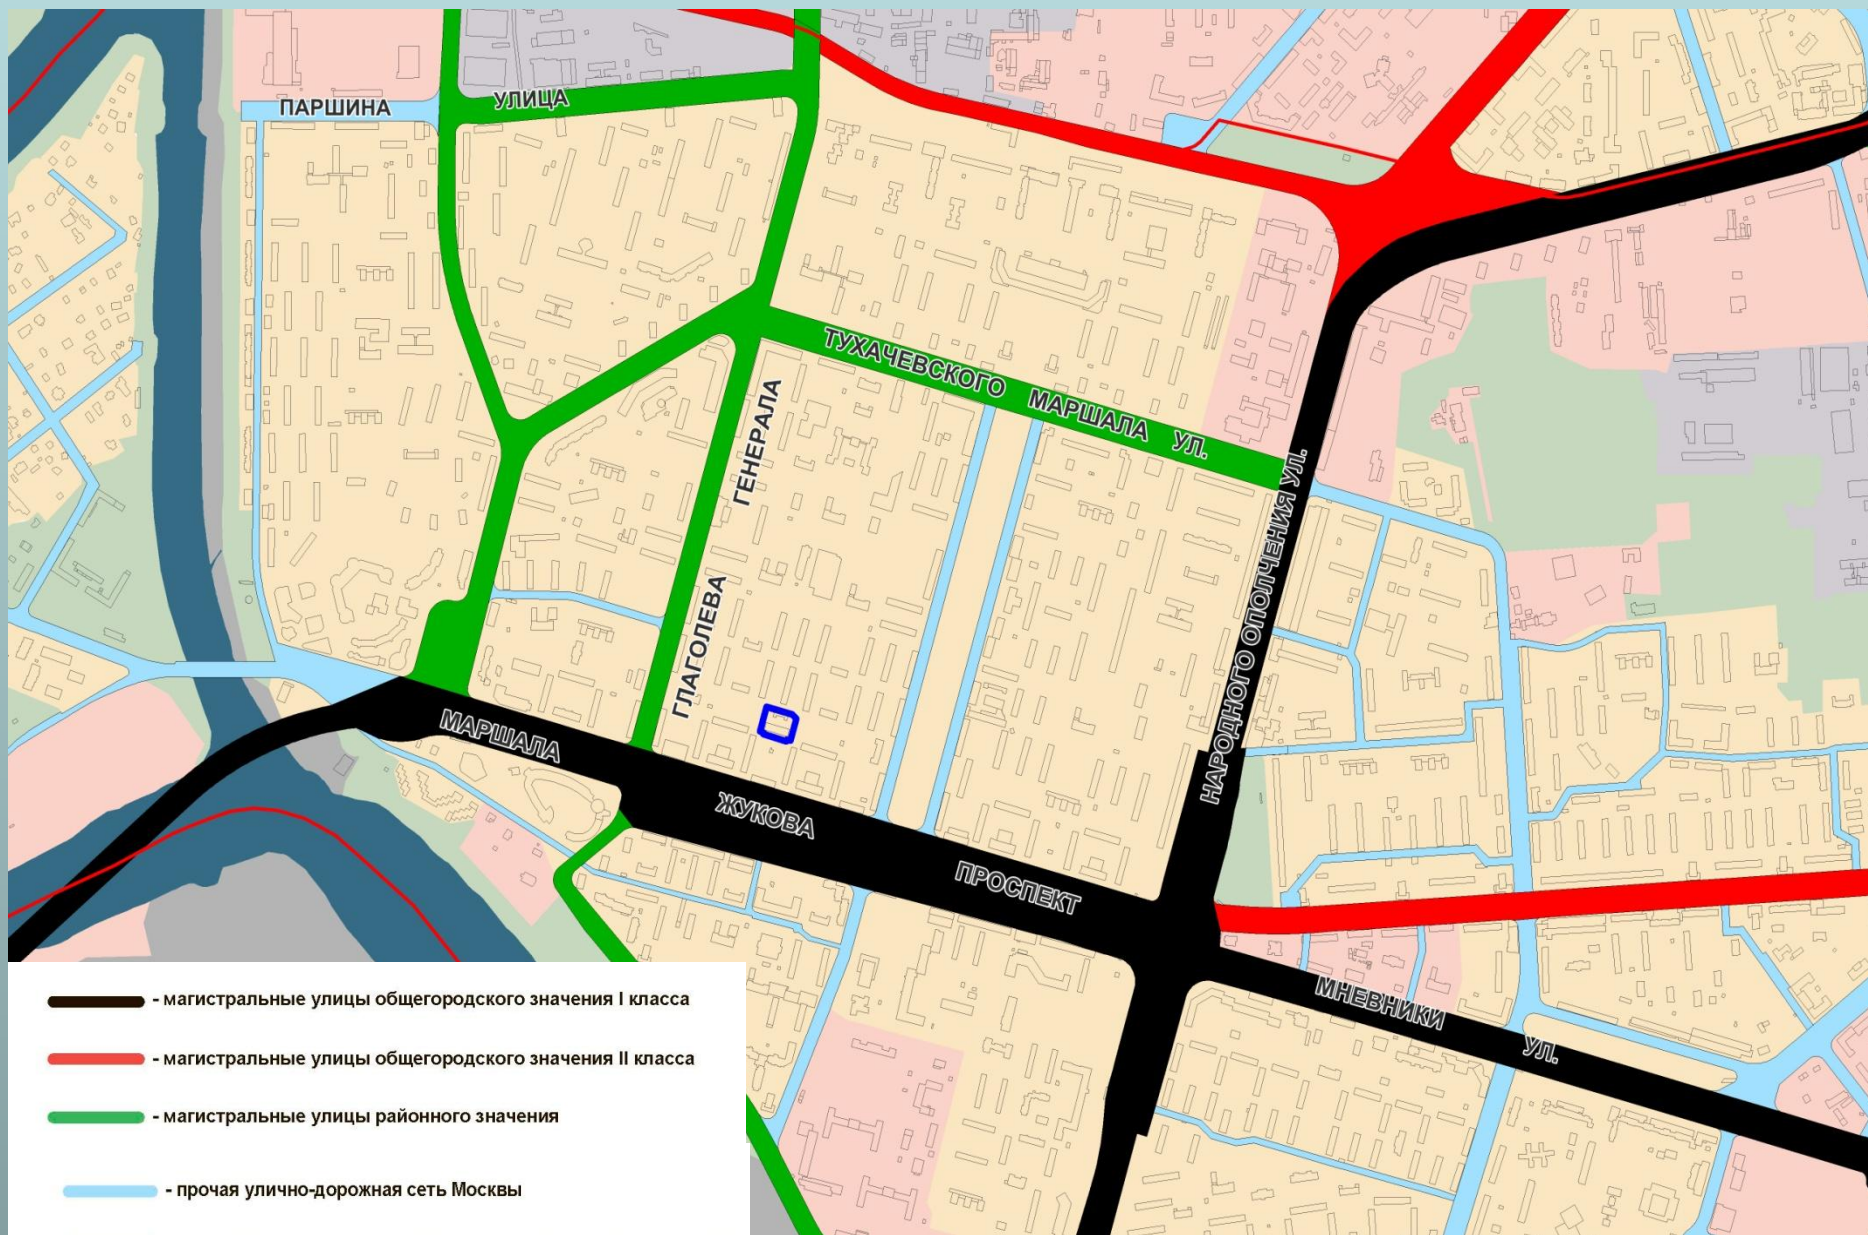 ПАРШИНА
УЛИЦА
ТУХАЧЕВСКОГО МАРШАЛА УЛ.
ГЕНЕРАЛА
ГЛАГОЛЕВА
НАРОДНОГО ОПОЛЧЕНИЯ УЛ.
МАРШАЛА
ЖУКОВА
ПРОСПЕКТ
МНЕВНИКИ
УЛ.
- магистральные улицы общегородского значения I класса
- магистральные улицы общегородского значения II класса
- магистральные улицы районного значения
- прочая улично-дорожная сеть Москвы